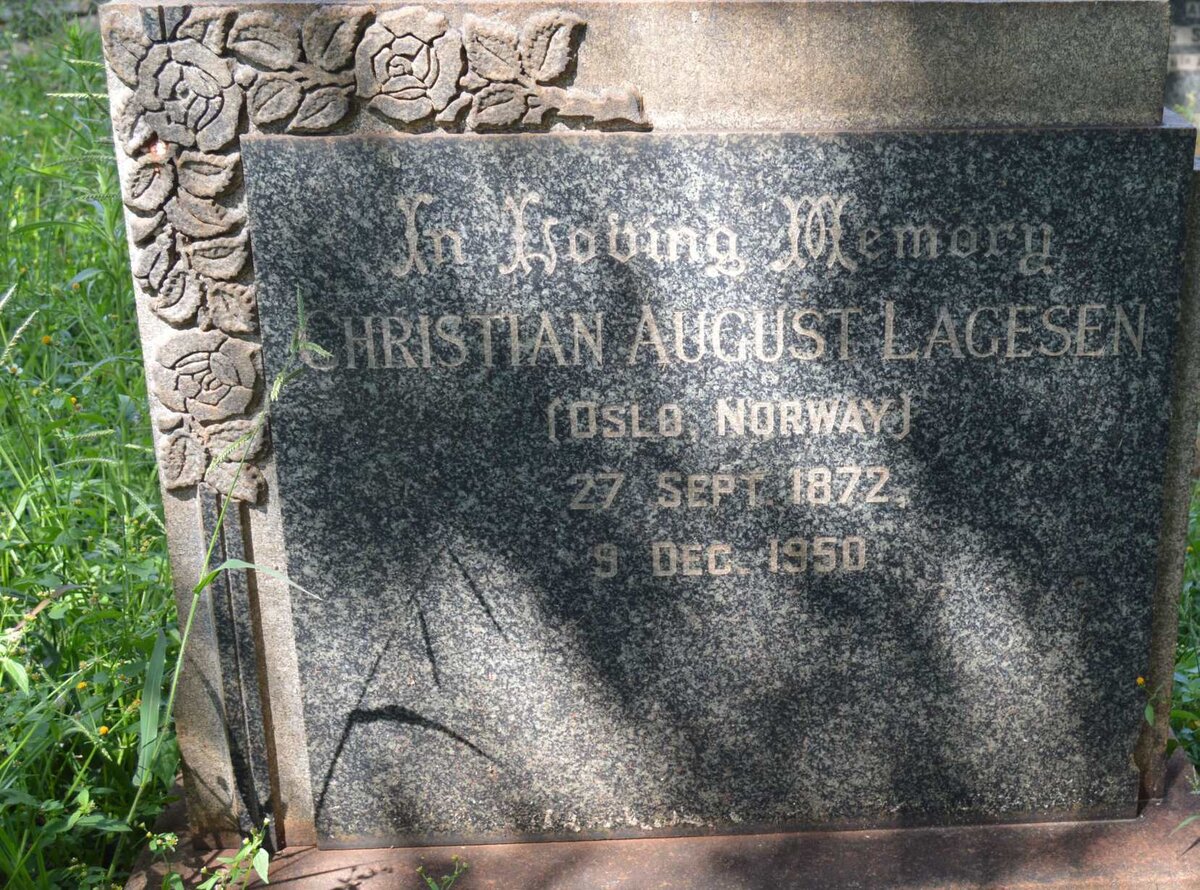 In Loving Memory
CHRISTIAN AUGUST LAGESEN
(OSLO, NORWAY)
27 SEPT. 1872,
9 DEC. 1950